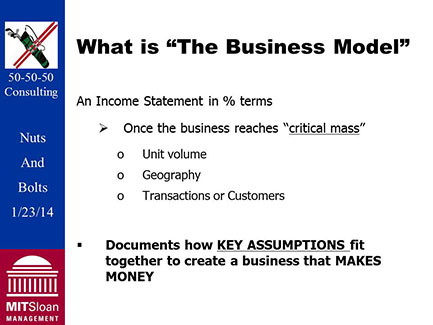 What is “The Business Model”
50-50-50
Consulting
Nuts
And
Bolts
1/23/14
MITSloan
MANAGEMENT
An Income Statement in % terms
➢ Once the business reaches “critical mass”
o Unit volume
o Geography
o Transactions or Customers
▪ Documents how KEY ASSUMPTIONS fit
together to create a business that MAKES
MONEY